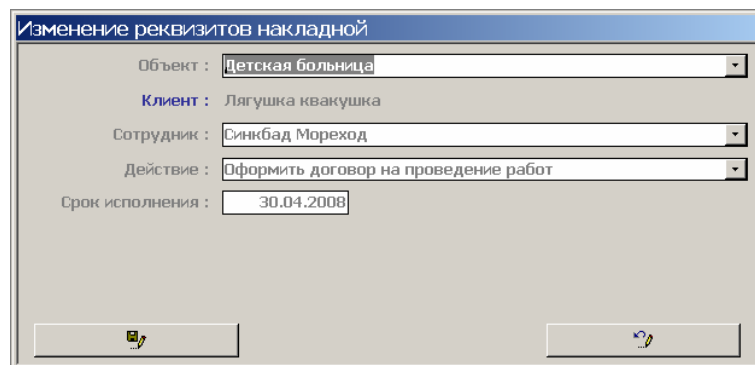 Изменение реквизитов накладной
Объект : Детская больница
Клиент : Лягушка квакушка
Сотрудник : Синкбад Мореход
Действие : Оформить договор на проведение работ
Срок исполнения : 30.04.2008